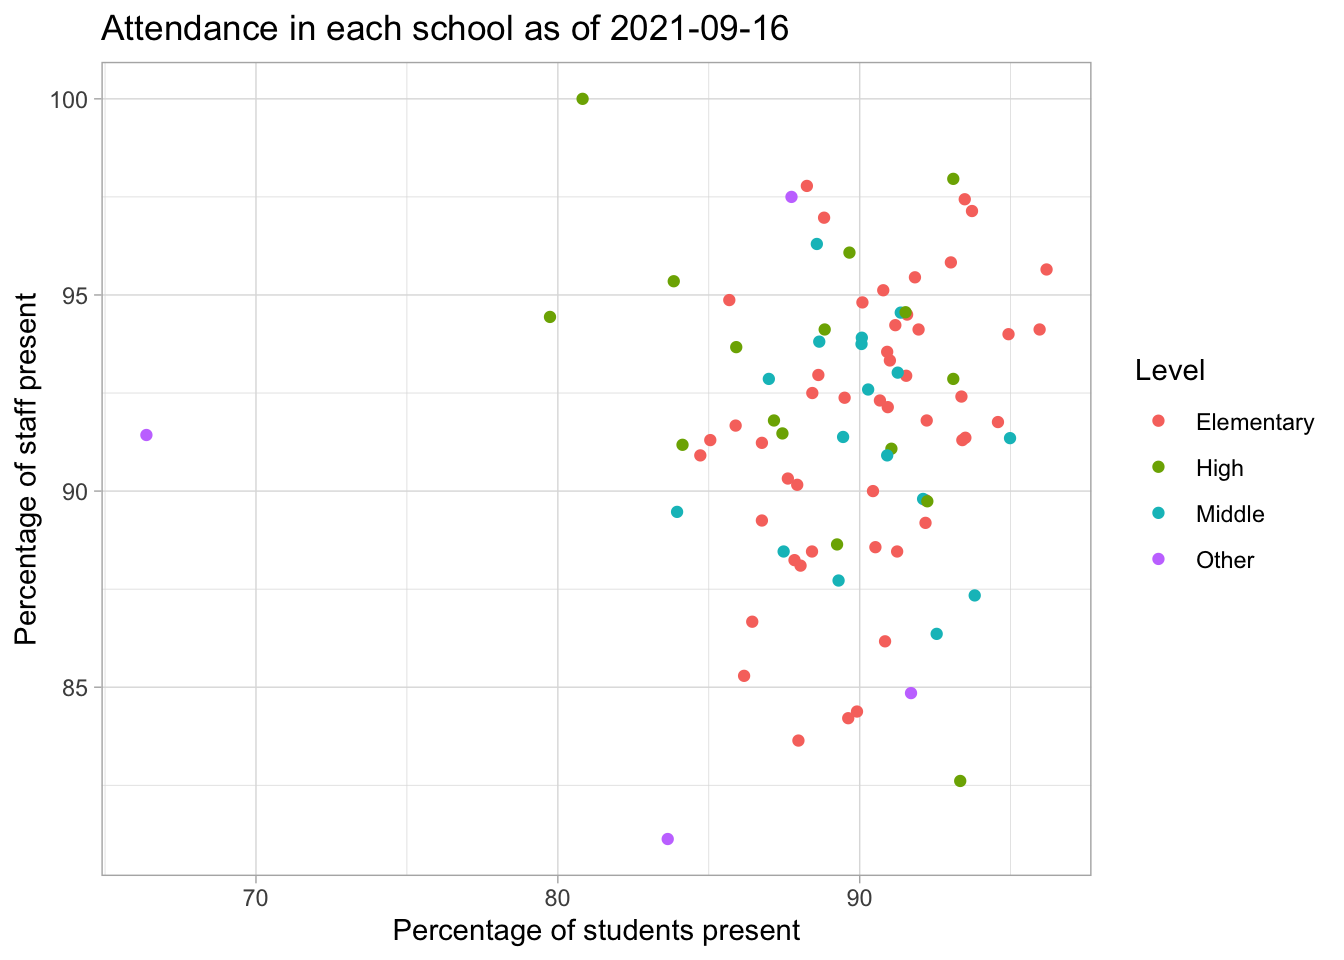 Attendance in each school as of 2021-09-16
100
95
90
85
Percentage of staff present
70
80
90
Percentage of students present
Level
Elementary
High
Middle
Other